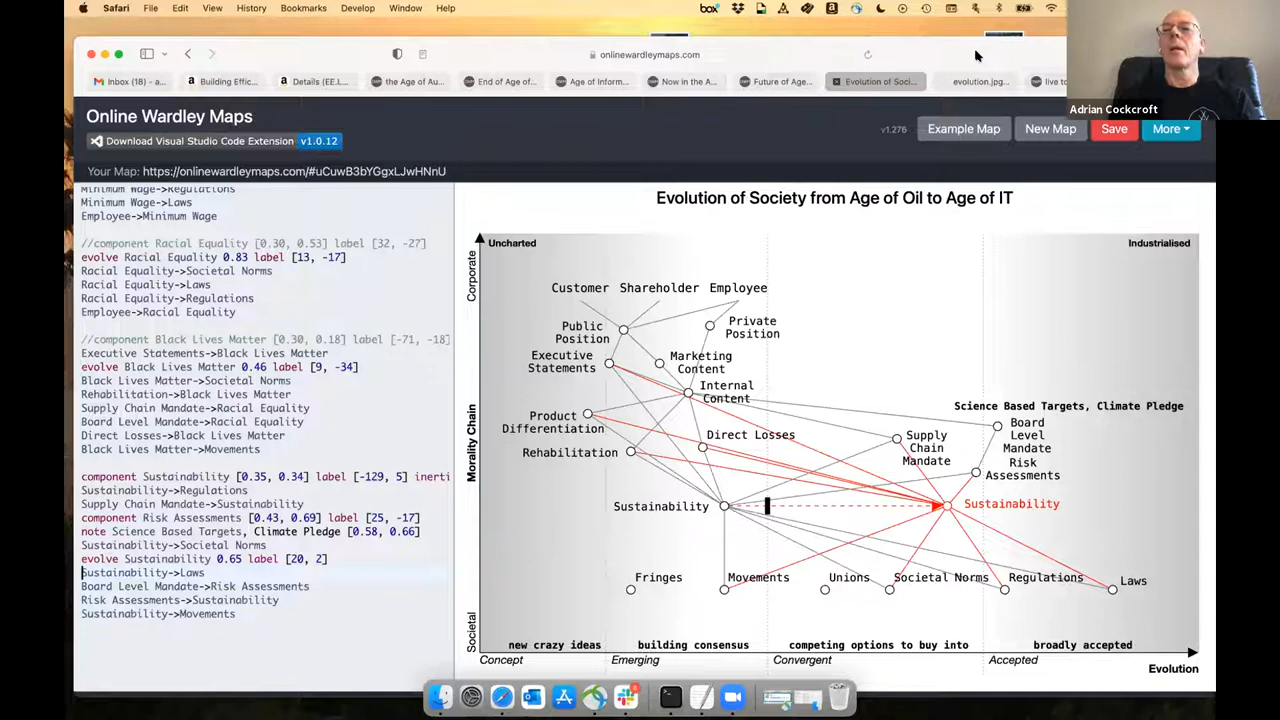 Safari File Edit View History Bookmarks Develop Window Help box
onlinewardleymaps.com
Inbox (19) - a... Building Effic... Details (EE.L... the Age of Au... End of Age of... Age of Inform... Now in the A... Future of Age... Evolution of Soci... evolution.jpg... live to
Adrian Cockcroft
Online Wardley Maps
Download Visual Studio Code Extension v1.0.12
v1.276 Example Map New Map Save More
Your Map: https://onlinewardleymaps.com/#uCuwB3bYGgxLJwHNnU
Minimum Wage->Regulations
Minimum Wage->Laws
Employee->Minimum Wage
//component Racial Equality [0.30, 0.53] label [32, -27]
evolve Racial Equality 0.83 label [13, -17]
Racial Equality->Societal Norms
Racial Equality->Laws
Racial Equality->Regulations
Employee->Racial Equality
//component Black Lives Matter [0.30, 0.18] label [-71, -18]
Executive Statements->Black Lives Matter
evolve Black Lives Matter 0.46 label [9, -34]
Black Lives Matter->Societal Norms
Rehabilitation->Black Lives Matter
Supply Chain Mandate->Racial Equality
Board Level Mandate->Racial Equality
Direct Losses->Black Lives Matter
Black Lives Matter->Movements
component Sustainability [0.35, 0.34] label [-129, 5] inerti
Sustainability->Regulations
Supply Chain Mandate->Sustainability
component Risk Assessments [0.43, 0.69] label [25, -17]
note Science Based Targets, Climate Pledge [0.58, 0.66]
Sustainability->Societal Norms
evolve Sustainability 0.65 label [20, 2]
Sustainability->Laws
Board Level Mandate->Risk Assessments
Risk Assessments->Sustainability
Sustainability->Movements
Evolution of Society from Age of Oil to Age of IT
Uncharted
Industrialised
Corporate
Morality Chain
Societal
Customer Shareholder Employee
Public
Position
Private
Position
Executive
Statements
Marketing
Content
Internal
Content
Science Based Targets, Climate Pledge
Product
Differentiation
Direct Losses
Supply
Chain
Mandate
Board
Level
Mandate
Rehabilitation
Risk
Assessments
Sustainability
Sustainability
Fringes
Movements
Unions
Societal Norms
Regulations
Laws
new crazy ideas
building consensus
competing options to buy into
broadly accepted
Concept
Emerging
Convergent
Accepted
Evolution